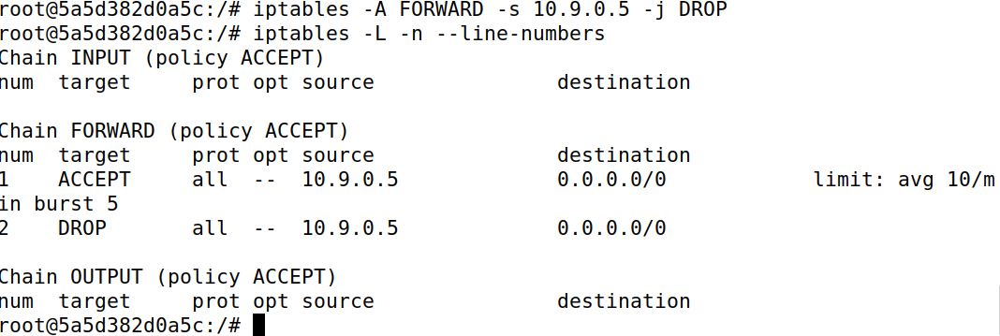 root@5a5d382d0a5c:/# iptables -A FORWARD -s 10.9.0.5 -j DROP
root@5a5d382d0a5c:/# iptables -L -n --line-numbers
Chain INPUT (policy ACCEPT)
num  target     prot opt source               destination

Chain FORWARD (policy ACCEPT)
num  target     prot opt source               destination
1    ACCEPT     all  --  10.9.0.5             0.0.0.0/0            limit: avg 10/m
in burst 5
2    DROP       all  --  10.9.0.5             0.0.0.0/0

Chain OUTPUT (policy ACCEPT)
num  target     prot opt source               destination
root@5a5d382d0a5c:/#